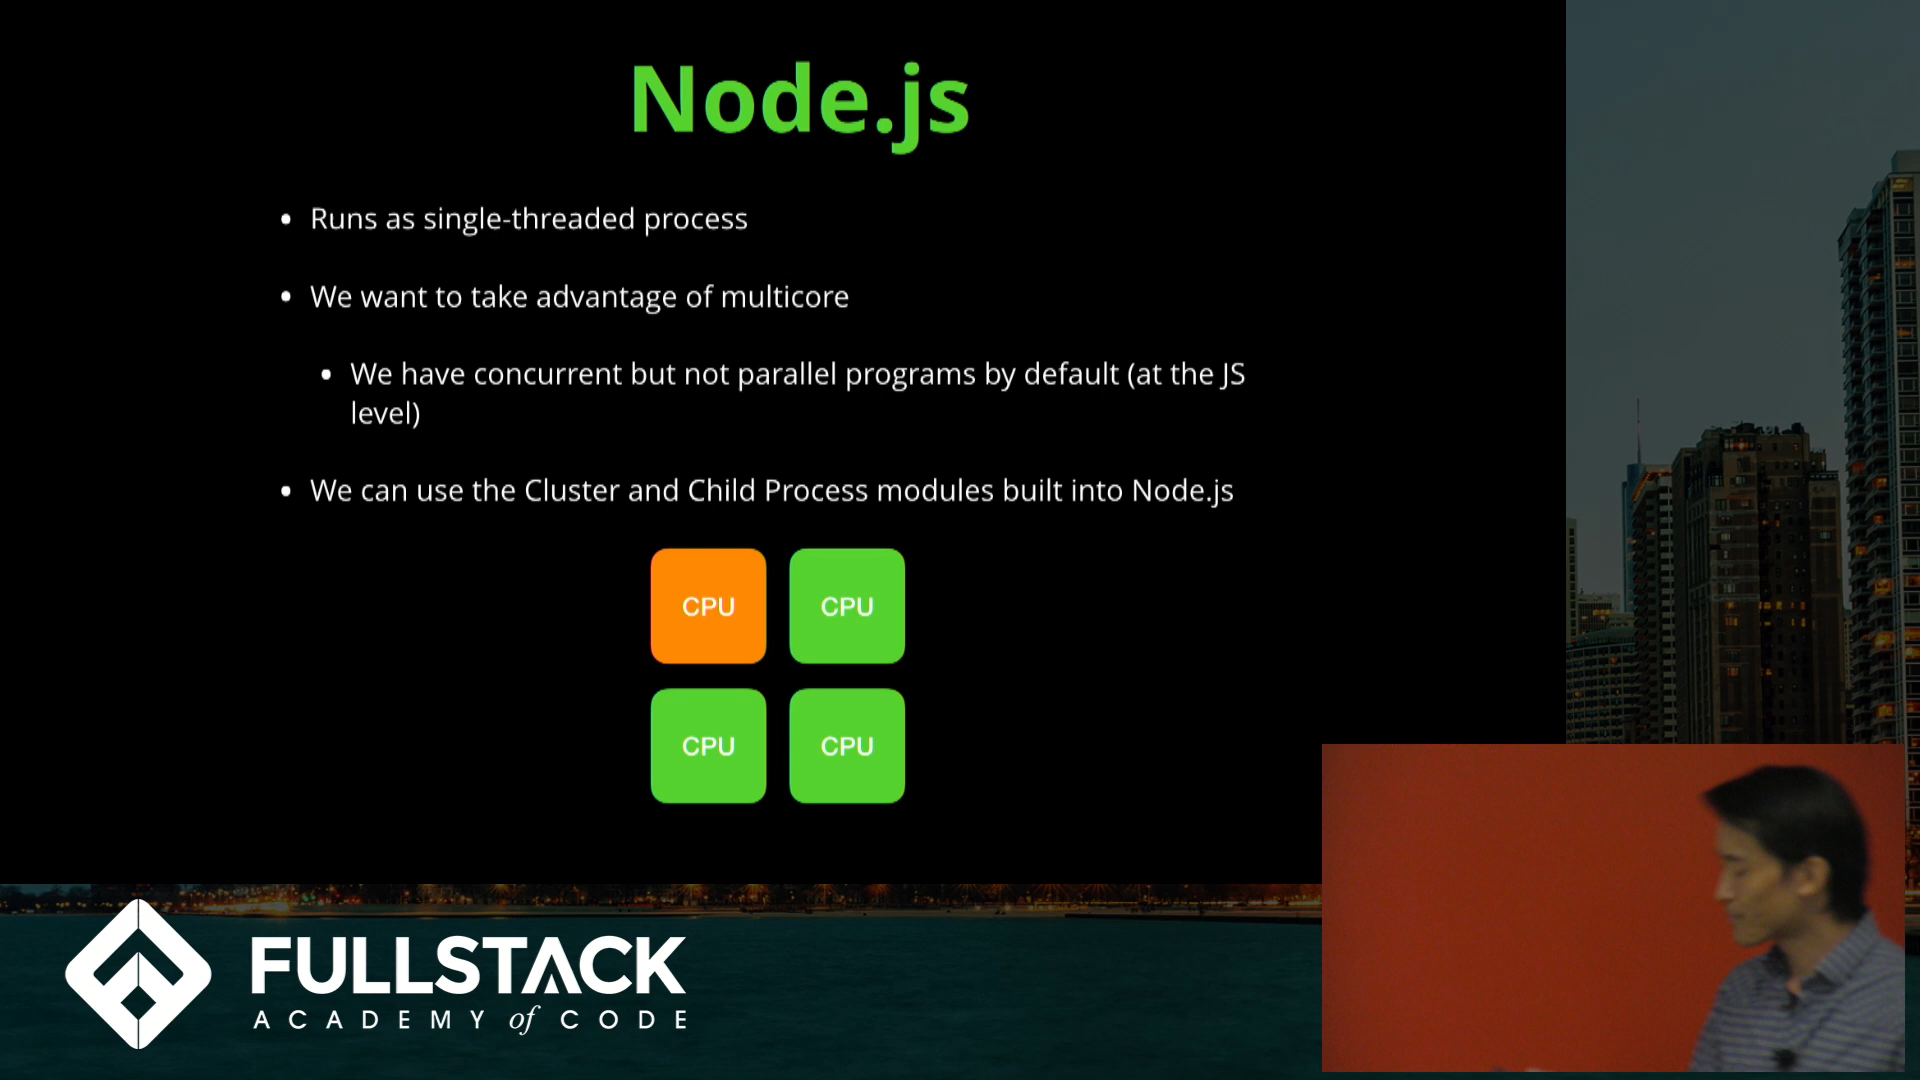 Node.js
• Runs as single-threaded process
• We want to take advantage of multicore
• We have concurrent but not parallel programs by default (at the JS
level)
• We can use the Cluster and Child Process modules built into Node.js
CPU CPU
CPU CPU
FULLSTACK
ACADEMY of CODE